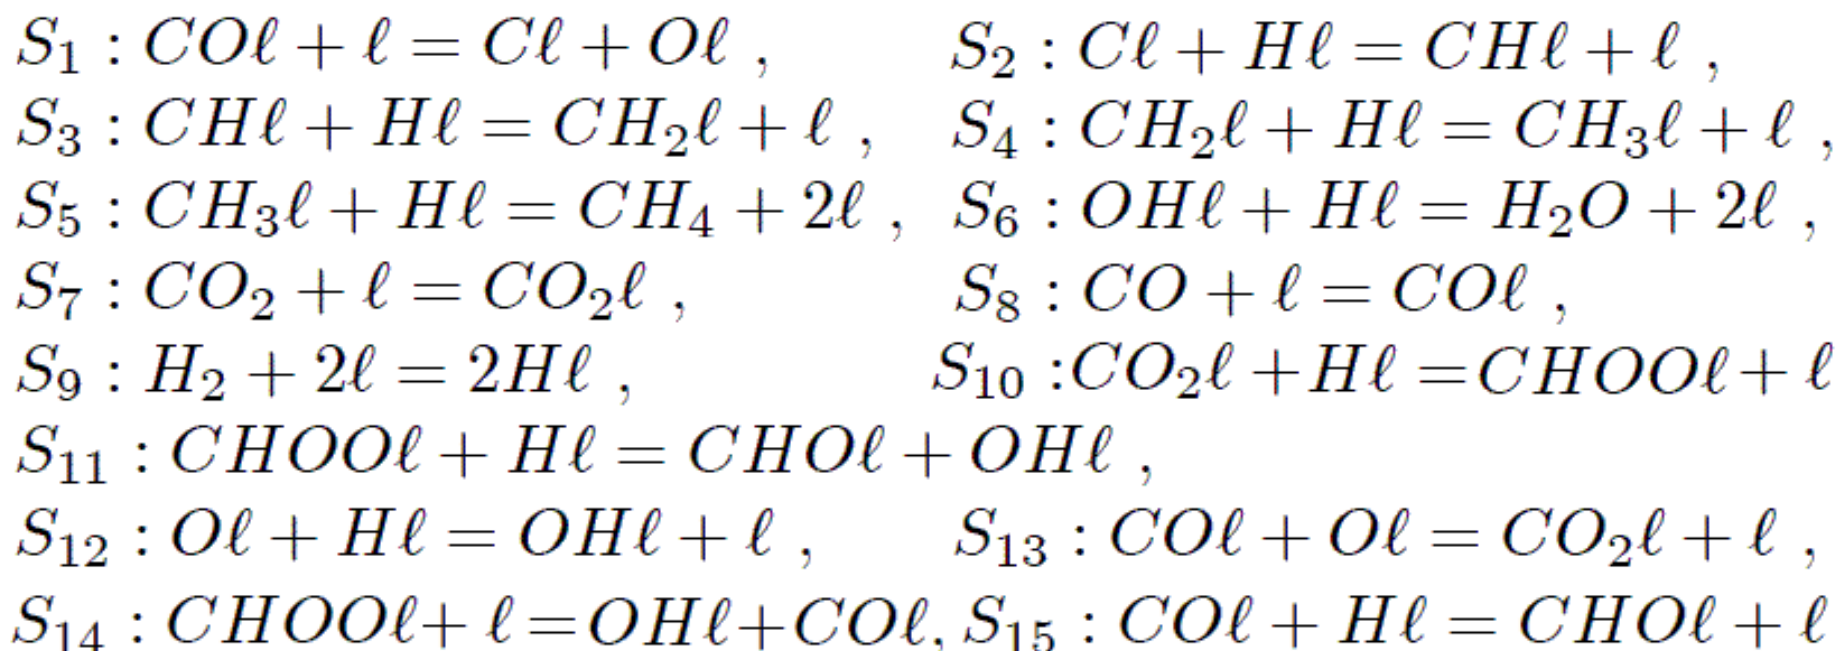 S₁ : COℓ + ℓ = Cℓ + Oℓ , S₂ : Cℓ + Hℓ = CHℓ + ℓ ,
S₃ : CHℓ + Hℓ = CH₂ℓ + ℓ , S₄ : CH₂ℓ + Hℓ = CH₃ℓ + ℓ ,
S₅ : CH₃ℓ + Hℓ = CH₄ + 2ℓ , S₆ : OHℓ + Hℓ = H₂O + 2ℓ ,
S₇ : CO₂ + ℓ = CO₂ℓ , S₈ : CO + ℓ = COℓ ,
S₉ : H₂ + 2ℓ = 2Hℓ , S₁₀ : CO₂ℓ + Hℓ = CHOOℓ + ℓ
S₁₁ : CHOOℓ + Hℓ = CHOℓ + OHℓ ,
S₁₂ : Oℓ + Hℓ = OHℓ + ℓ , S₁₃ : COℓ + Oℓ = CO₂ℓ + ℓ ,
S₁₄ : CHOOℓ + ℓ = OHℓ + COℓ, S₁₅ : COℓ + Hℓ = CHOℓ + ℓ